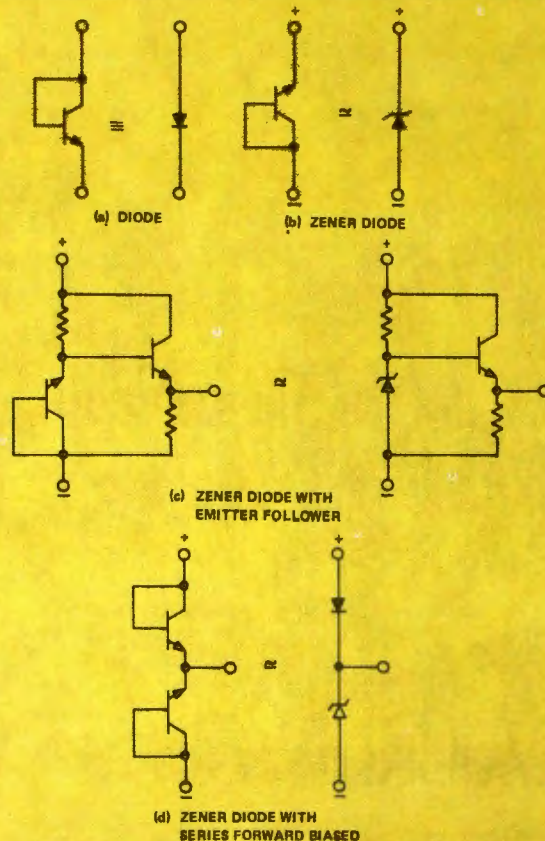 (a) DIODE
(b) ZENER DIODE
(c) ZENER DIODE WITH
EMITTER FOLLOWER
(d) ZENER DIODE WITH
SERIES FORWARD BIASED